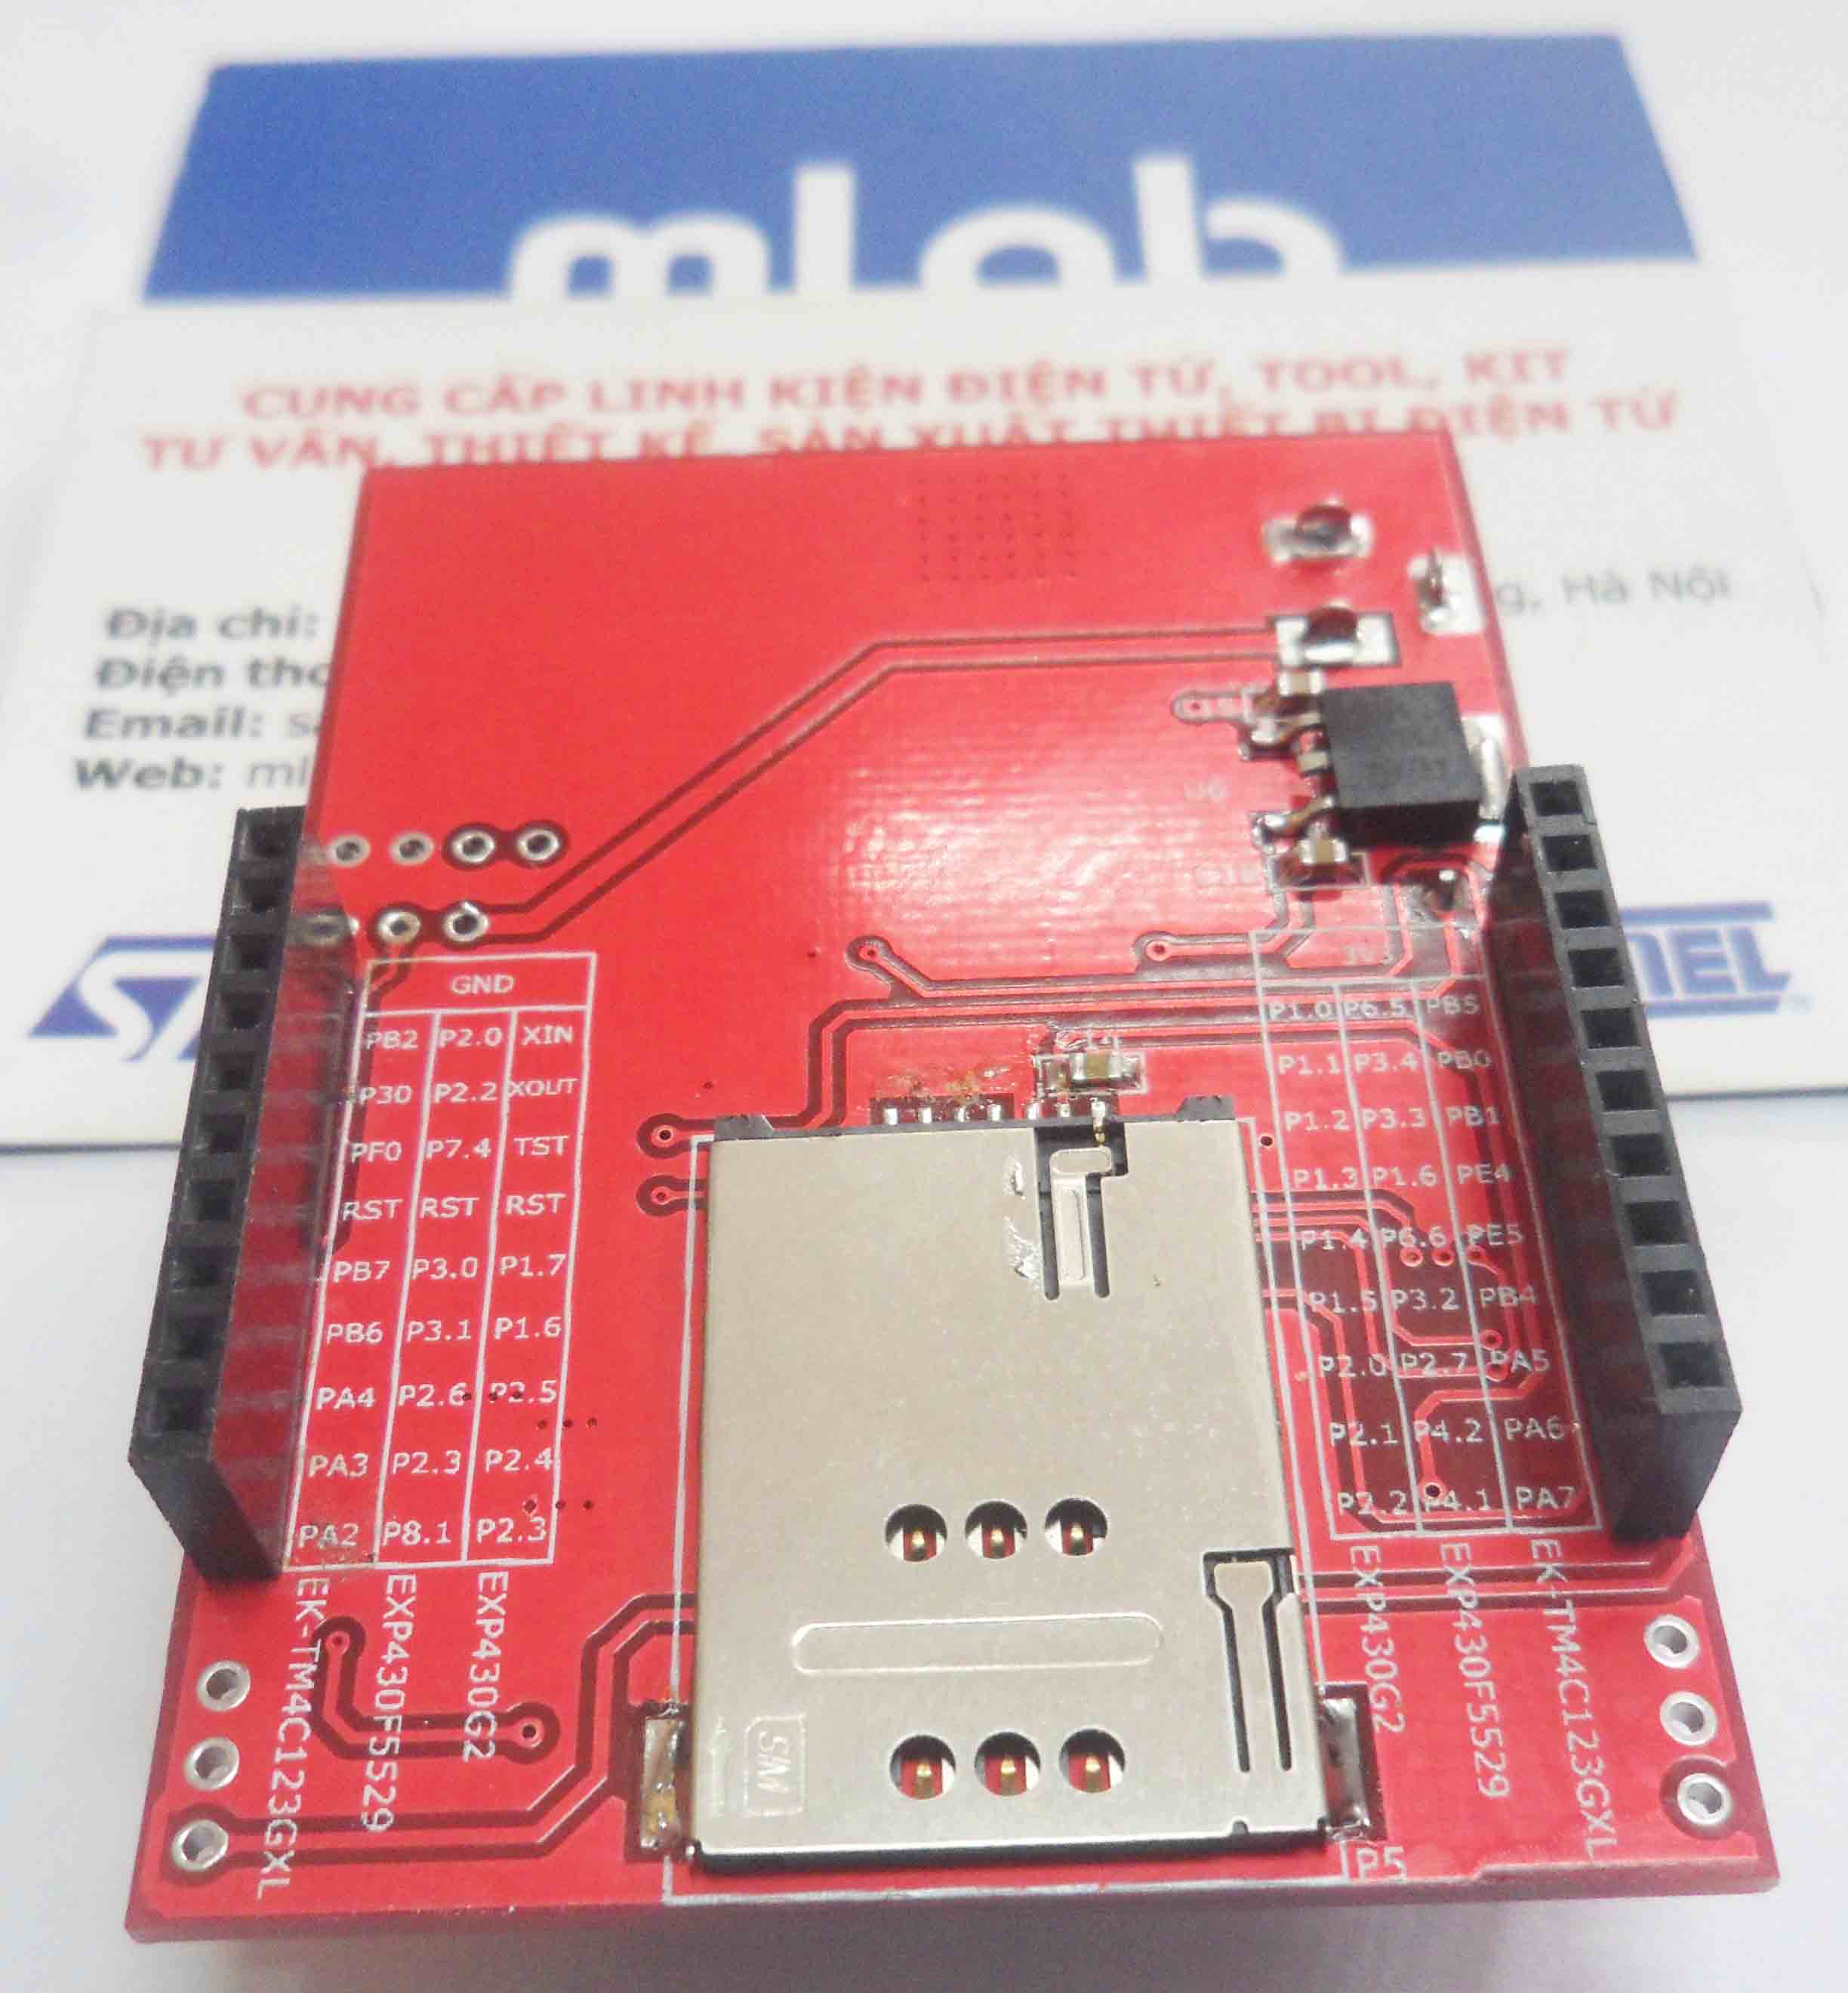 mLab
CUNG CẤP LINH KIỆN ĐIỆN TỬ, TOOL, KIT
TƯ VẤN, THIẾT KẾ, SẢN XUẤT THIẾT BỊ ĐIỆN TỬ
Địa chỉ: g, Hà Nội
Điện tho
Email: sa
Web: ml
GND
PB2 P2.0 XIN
P30 P2.2 XOUT
PF0 P7.4 TST
RST RST RST
PB7 P3.0 P1.7
PB6 P3.1 P1.6
PA4 P2.6 P2.5
PA3 P2.3 P2.4
PA2 P8.1 P2.3
EK-TM4C123GXL
EXP430F5529
EXP430G2
P1.0 P6.5 PB5
P1.1 P3.4 PB0
P1.2 P3.3 PB1
P1.3 P1.6 PE4
P1.4 P6.6 PE5
P1.5 P3.2 PB4
P2.0 P2.7 PA5
P2.1 P4.2 PA6
P2.2 P4.1 PA7
EXP430G2
EXP430F5529
EK-TM4C123GXL
SIM
P5